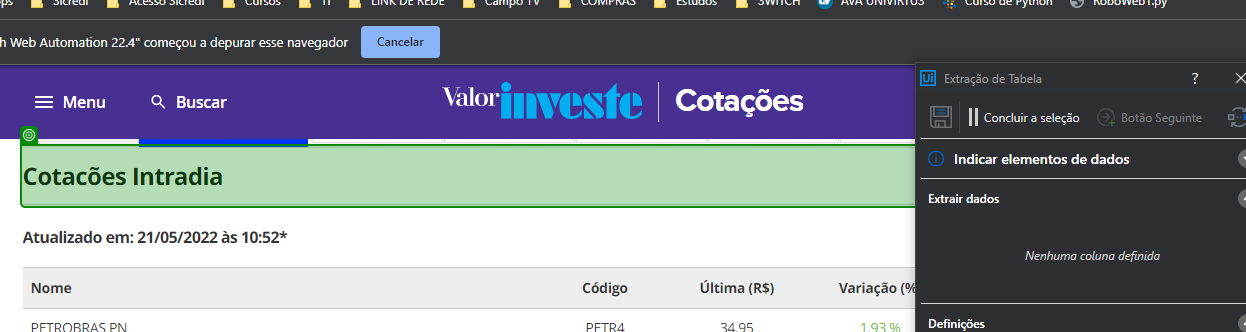 Sicredi Acesso Sicredi Cursos TI LINK DE REDE Campo TV COMPRAS Estudos SWITCH AVA UNIVIRTUS Curso de Python RoboWeb1.py
h Web Automation 22.4" começou a depurar esse navegador Cancelar
Menu Buscar Valor investe Cotações
Cotacões Intradia
Atualizado em: 21/05/2022 às 10:52*
Nome Código Última (R$) Variação (%
PETROBRAS PN PETR4 34,95 1,93 %
Ui Extração de Tabela ?
Concluir a seleção Botão Seguinte
Indicar elementos de dados
Extrair dados
Nenhuma coluna definida
Definições